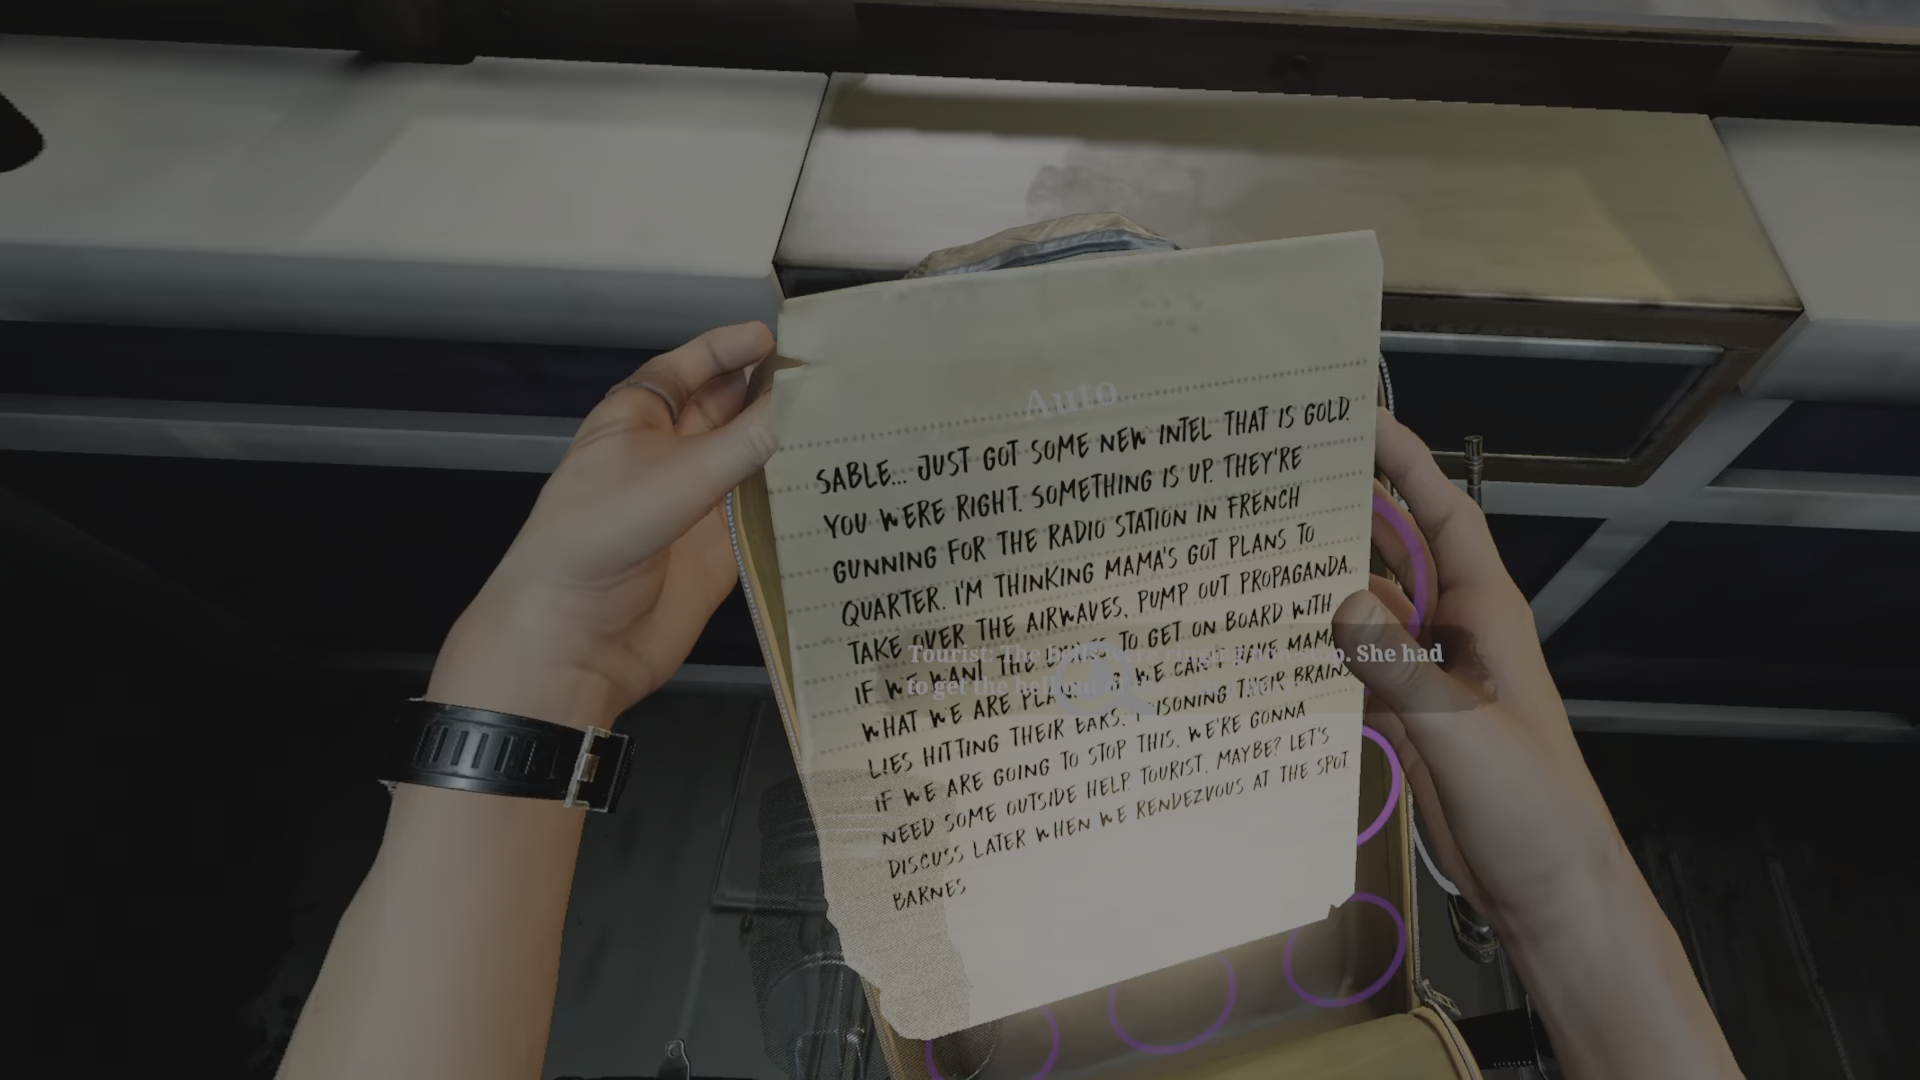 Auto
SABLE... JUST GOT SOME NEW INTEL THAT IS GOLD.
YOU WERE RIGHT. SOMETHING IS UP. THEY'RE
GUNNING FOR THE RADIO STATION IN FRENCH
QUARTER. I'M THINKING MAMA'S GOT PLANS TO
TAKE OVER THE AIRWAVES, PUMP OUT PROPAGANDA.
IF WE WANT THE TO GET ON BOARD WITH
WHAT WE ARE WE CAN'T HAVE MAMA'S
LIES HITTING THEIR EARS. POISONING THEIR BRAINS.
IF WE ARE GOING TO STOP THIS, WE'RE GONNA
NEED SOME OUTSIDE HELP. TOURIST, MAYBE? LET'S
DISCUSS LATER WHEN WE RENDEZVOUS AT THE SPOT.
BARNES
Tourist: The ringing She had
to get the hell out